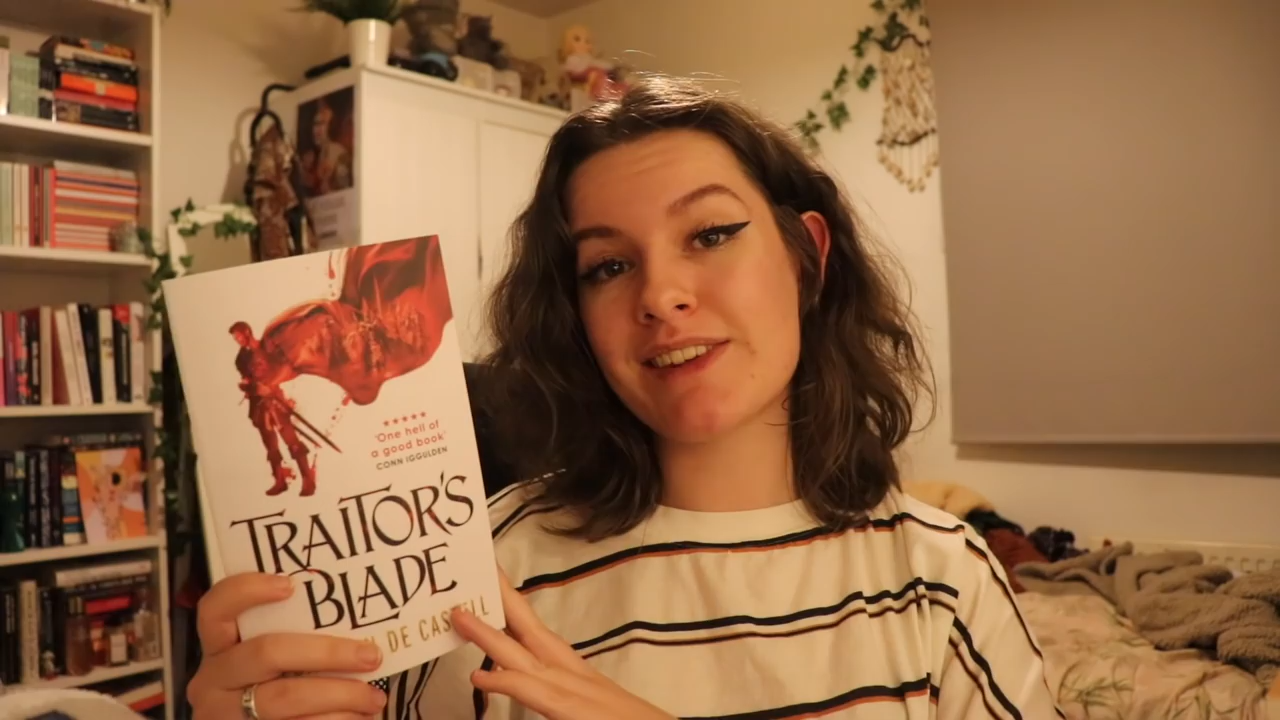 ★★★★★
'One hell of
a good book'
CONN IGGULDEN
TRAITOR'S
BLADE
DE CASTELL